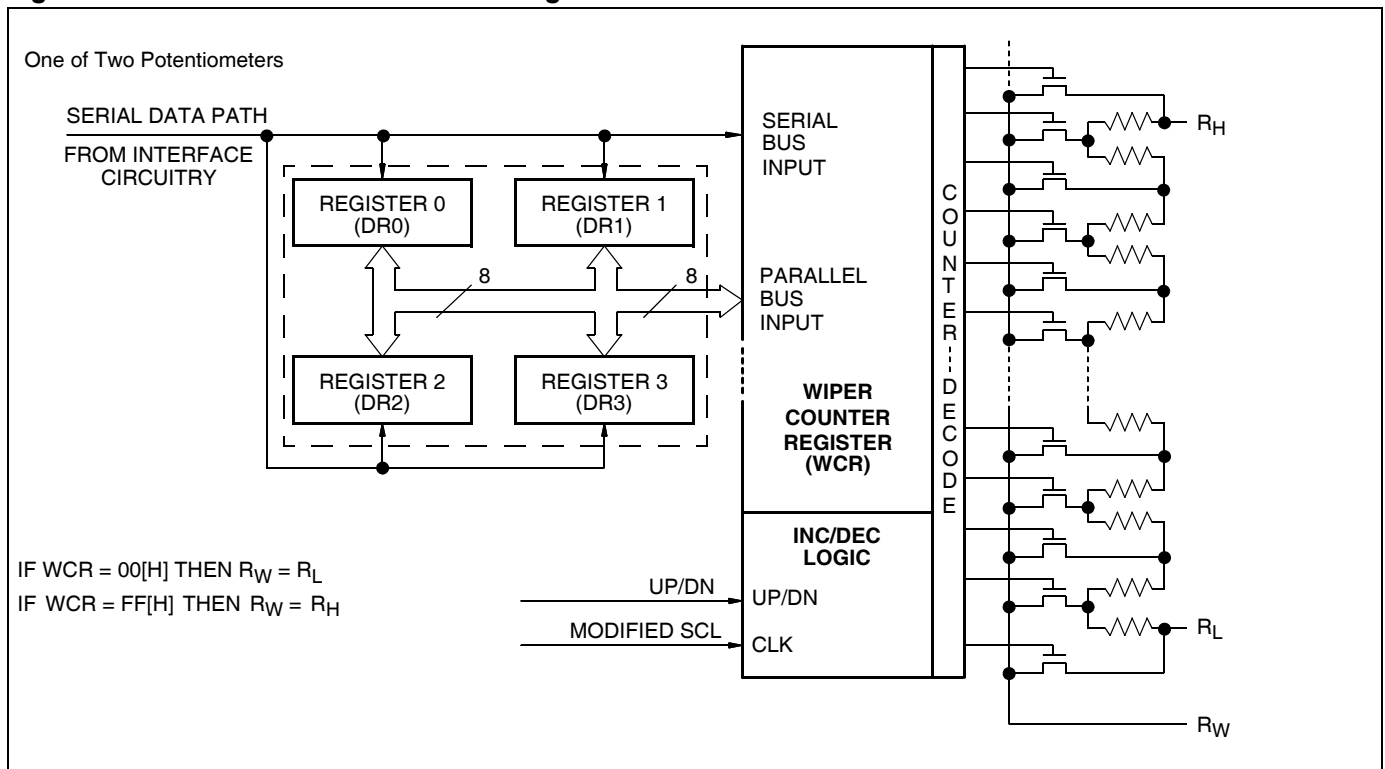 One of Two Potentiometers
SERIAL DATA PATH
FROM INTERFACE
CIRCUITRY
REGISTER 0
(DR0)
REGISTER 1
(DR1)
8
8
REGISTER 2
(DR2)
REGISTER 3
(DR3)
SERIAL
BUS
INPUT
PARALLEL
BUS
INPUT
WIPER
COUNTER
REGISTER
(WCR)
INC/DEC
LOGIC
UP/DN
UP/DN
MODIFIED SCL
CLK
COUNTER
DECODE
RH
RL
RW
IF WCR = 00[H] THEN RW = RL
IF WCR = FF[H] THEN RW = RH